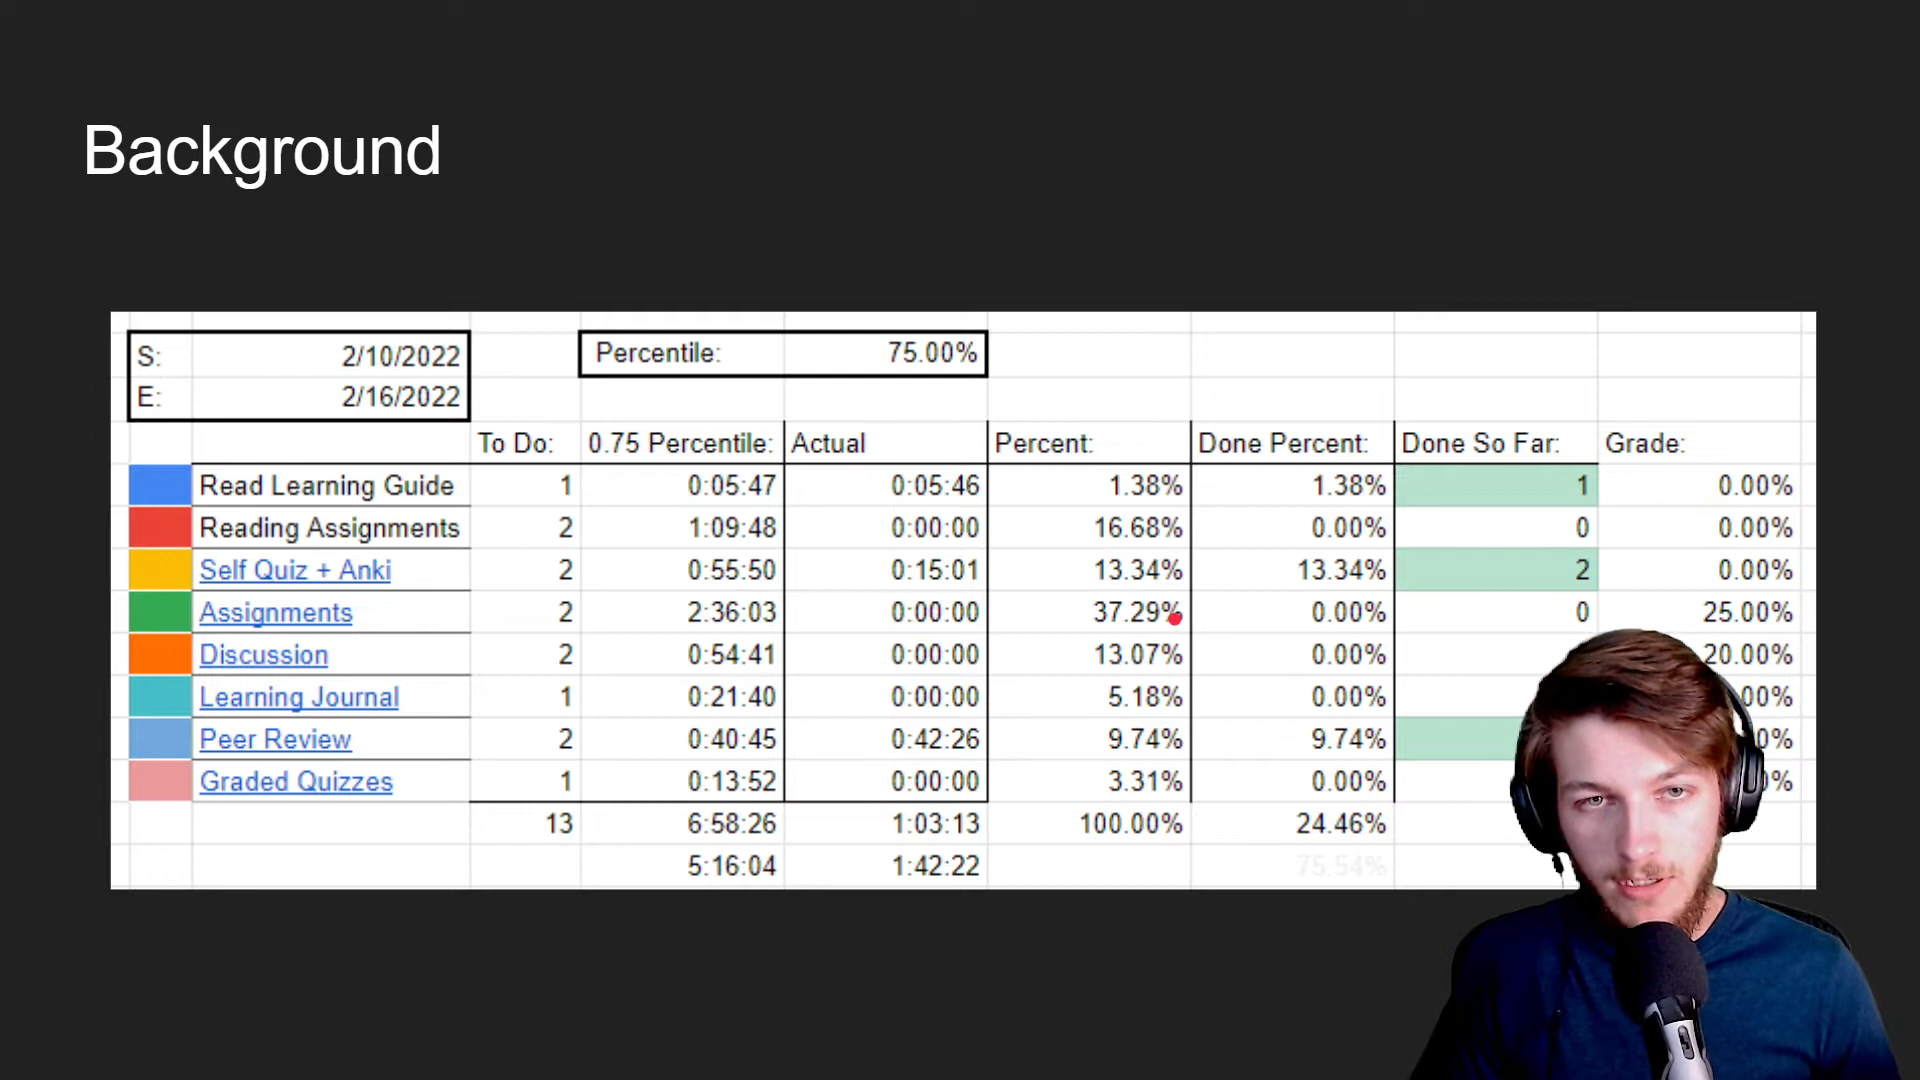 Background
S: 2/10/2022 Percentile: 75.00%
E: 2/16/2022
To Do: 0.75 Percentile: Actual Percent: Done Percent: Done So Far: Grade:
Read Learning Guide 1 0:05:47 0:05:46 1.38% 1.38% 1 0.00%
Reading Assignments 2 1:09:48 0:00:00 16.68% 0.00% 0 0.00%
Self Quiz + Anki 2 0:55:50 0:15:01 13.34% 13.34% 2 0.00%
Assignments 2 2:36:03 0:00:00 37.29% 0.00% 0 25.00%
Discussion 2 0:54:41 0:00:00 13.07% 0.00% 20.00%
Learning Journal 1 0:21:40 0:00:00 5.18% 0.00%
Peer Review 2 0:40:45 0:42:26 9.74% 9.74%
Graded Quizzes 1 0:13:52 0:00:00 3.31% 0.00%
13 6:58:26 1:03:13 100.00% 24.46%
5:16:04 1:42:22 75.54%